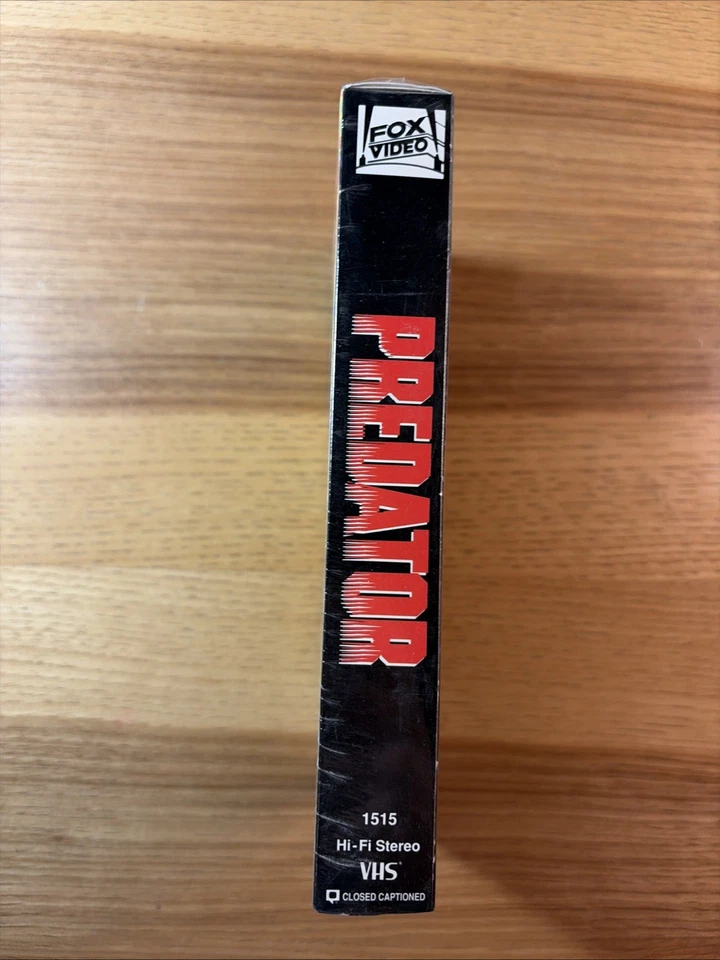 FOX
VIDEO
PREDATOR
1515
Hi-Fi Stereo
VHS
CLOSED CAPTIONED